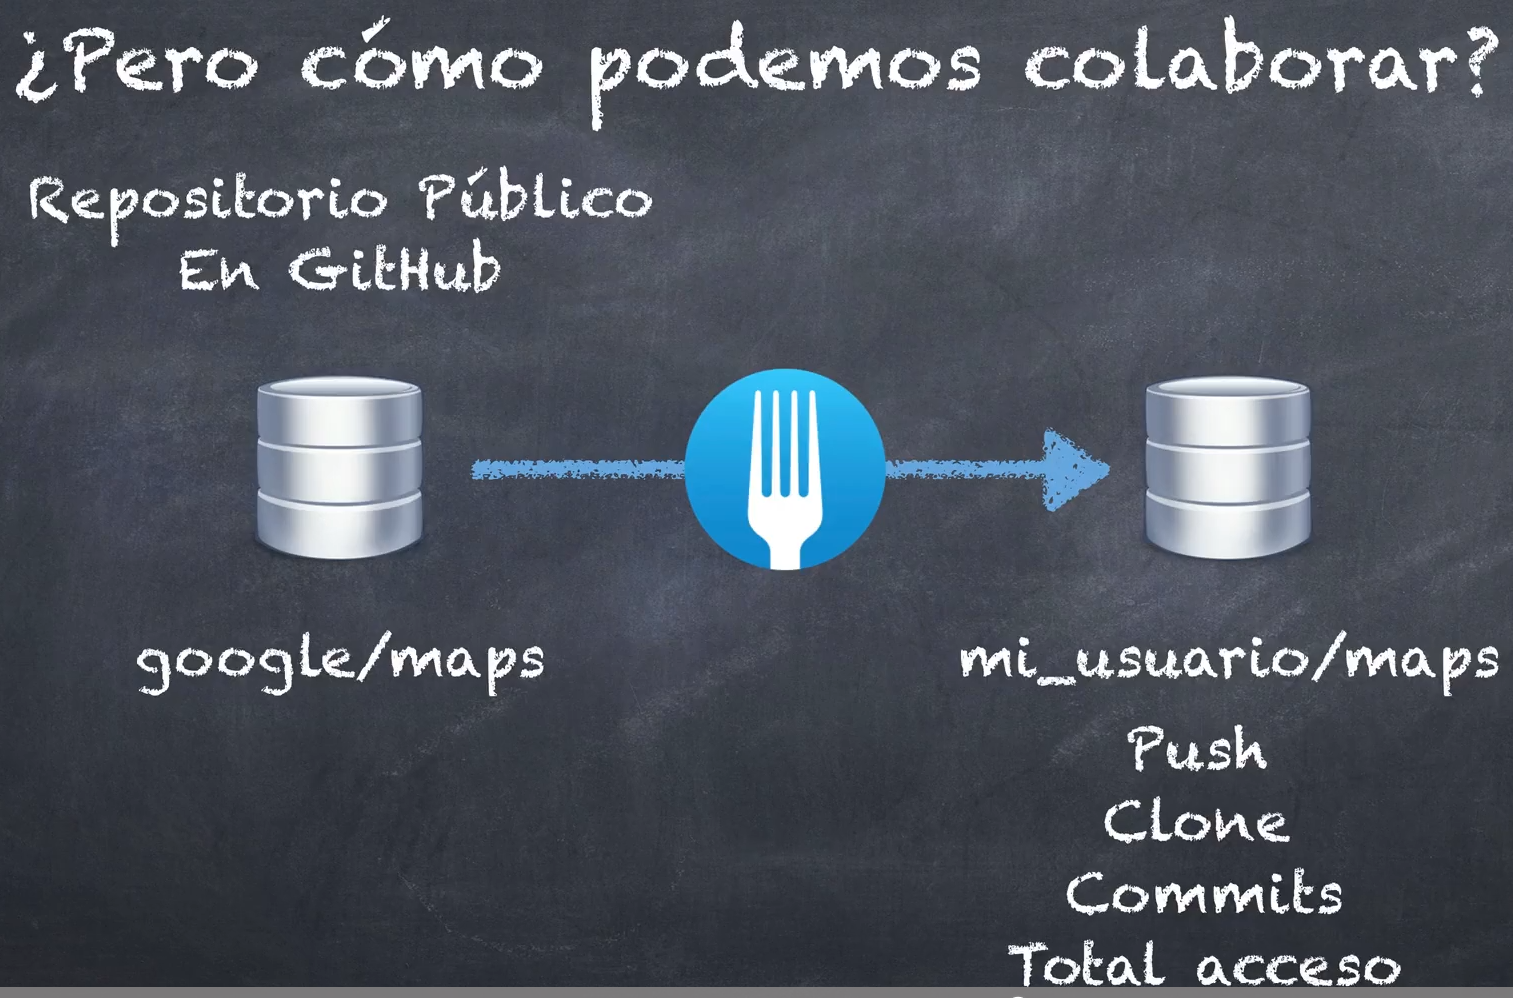 ¿Pero cómo podemos colaborar?
Repositorio Público
En GitHub
google/maps
mi_usuario/maps
Push
Clone
Commits
Total acceso